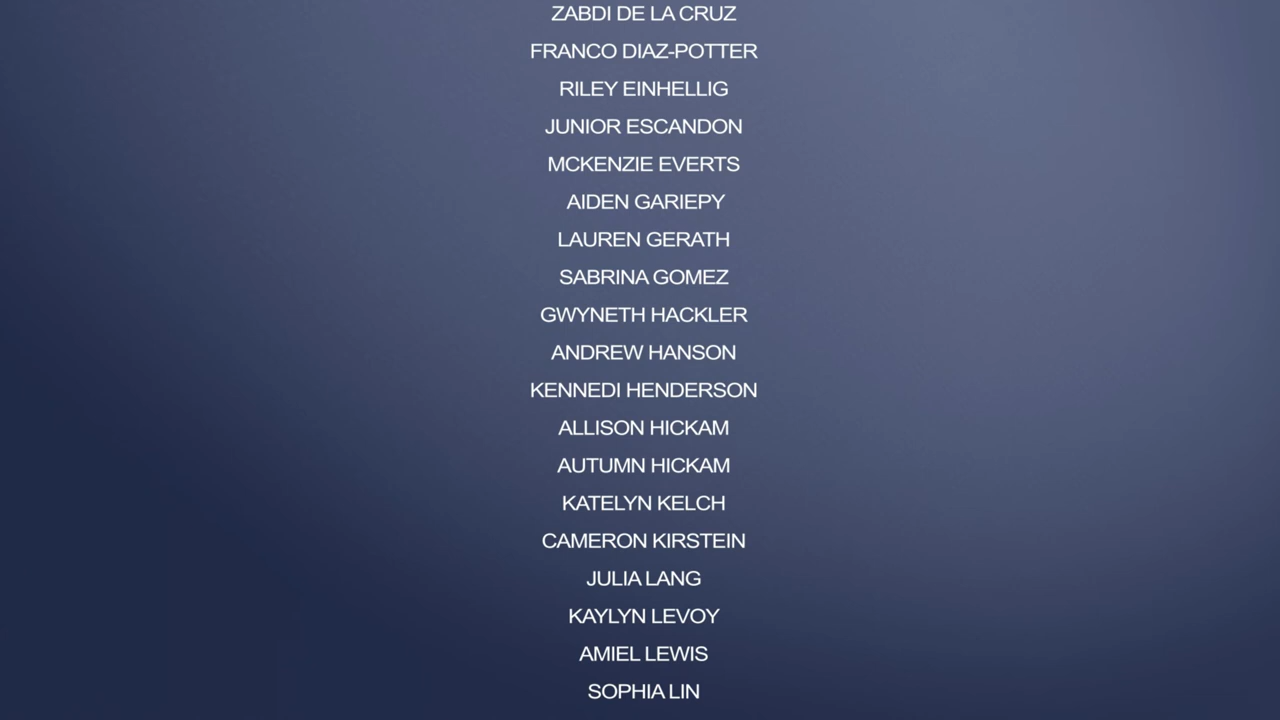 ZABDI DE LA CRUZ
FRANCO DIAZ-POTTER
RILEY EINHELLIG
JUNIOR ESCANDON
MCKENZIE EVERTS
AIDEN GARIEPY
LAUREN GERATH
SABRINA GOMEZ
GWYNETH HACKLER
ANDREW HANSON
KENNEDI HENDERSON
ALLISON HICKAM
AUTUMN HICKAM
KATELYN KELCH
CAMERON KIRSTEIN
JULIA LANG
KAYLYN LEVOY
AMIEL LEWIS
SOPHIA LIN